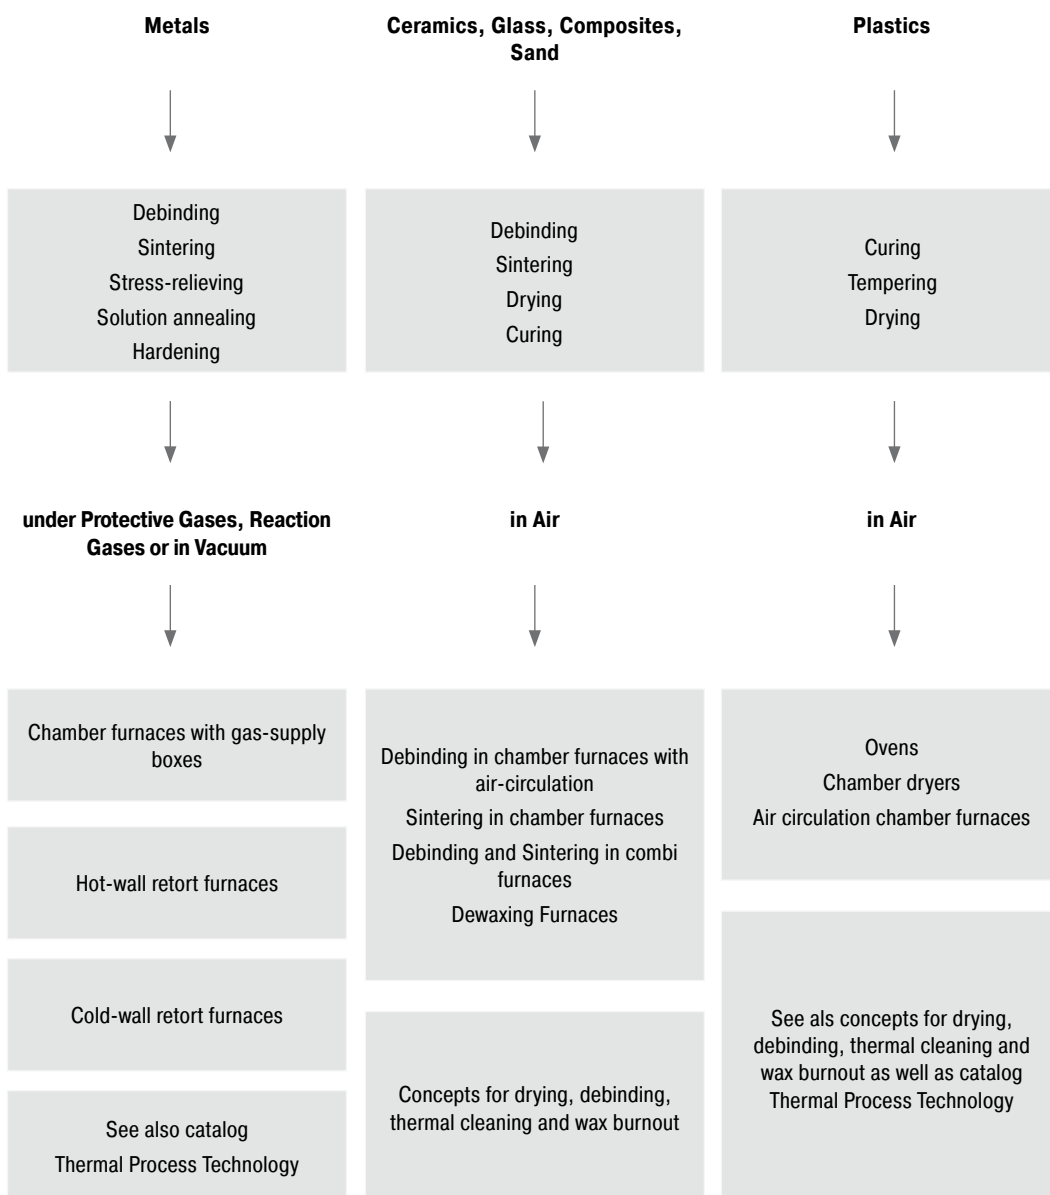 Metals
Debinding
Sintering
Stress-relieving
Solution annealing
Hardening
under Protective Gases, Reaction
Gases or in Vacuum
Chamber furnaces with gas-supply
boxes
Hot-wall retort furnaces
Cold-wall retort furnaces
See also catalog
Thermal Process Technology
Ceramics, Glass, Composites,
Sand
Debinding
Sintering
Drying
Curing
in Air
Debinding in chamber furnaces with
air-circulation
Sintering in chamber furnaces
Debinding and Sintering in combi
furnaces
Dewaxing Furnaces
Concepts for drying, debinding,
thermal cleaning and wax burnout
Plastics
Curing
Tempering
Drying
in Air
Ovens
Chamber dryers
Air circulation chamber furnaces
See als concepts for drying,
debinding, thermal cleaning and
wax burnout as well as catalog
Thermal Process Technology